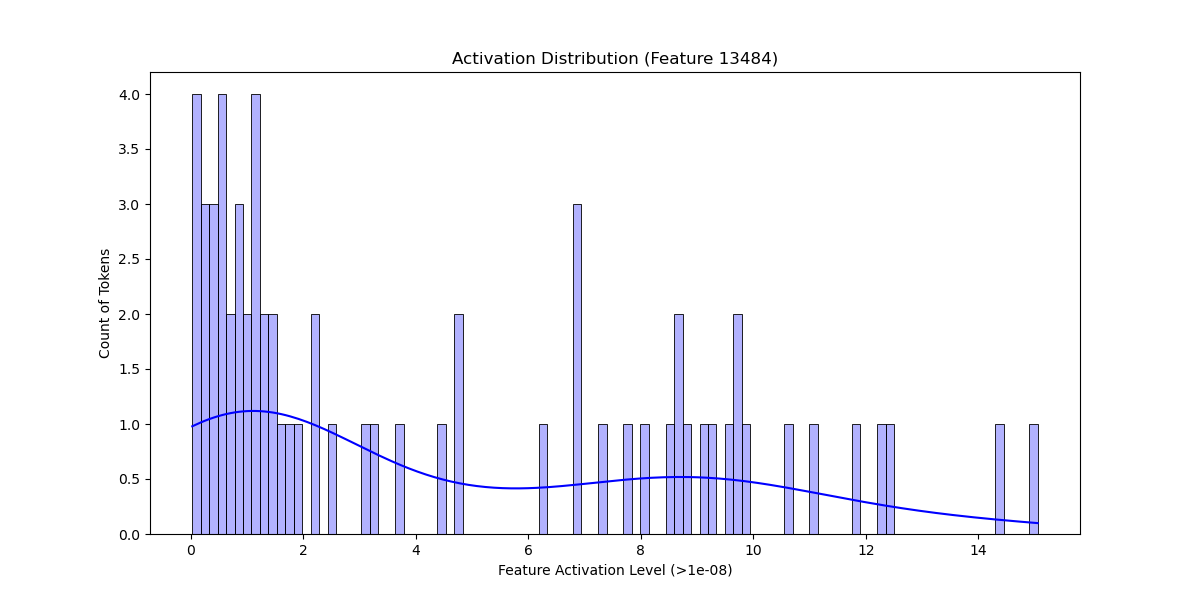 Activation Distribution (Feature 13484)
Count of Tokens
4.0
3.5
3.0
2.5
2.0
1.5
1.0
0.5
0.0
0 2 4 6 8 10 12 14
Feature Activation Level (>1e-08)